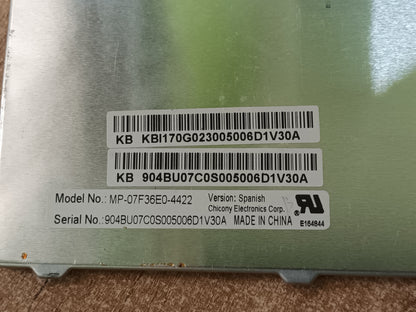 KB KBI170G023005006D1V30A
KB 904BU07C0S005006D1V30A
Model No.: MP-07F36E0-4422
Version: Spanish
Chicony Electronics Corp.
Serial No.:904BU07C0S005006D1V30A MADE IN CHINA
E164844